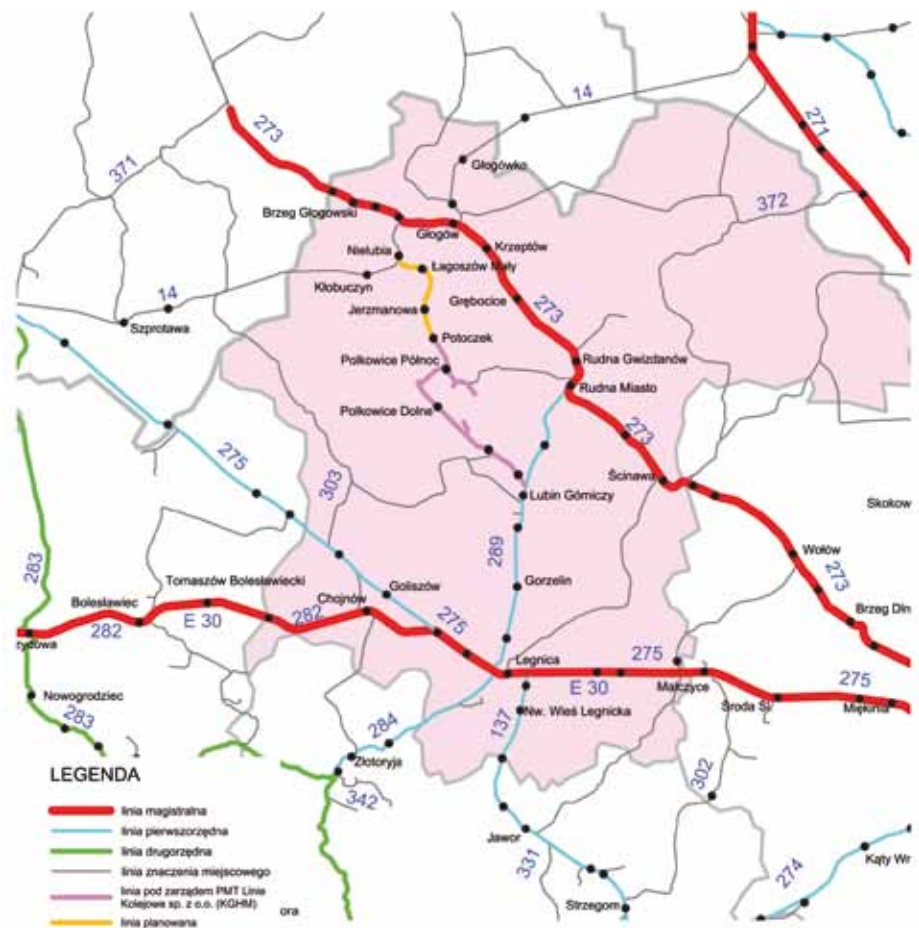 14
271
273
371
Głogówko
372
Brzeg Głogowski
Głogów
Krzeptów
Nielubia
Łagoszów Mały
Kłobuczyn
Grębocice
273
14
Jerzmanowa
Szprotawa
Potoczek
Rudna Gwizdanów
Polkowice Północ
Rudna Miasto
Polkowice Dolne
273
275
Ścinawa
303
Lubin Górniczy
Skokow
289
Wołów
283
Tomaszów Bolesławiecki
Goliszów
Gorzelin
273
Bolesławiec
Chojnów
Brzeg Dln
282
E 30
282
275
zydowa
Legnica
275
275
Nowogrodziec
E 30
Malczyce
Środa Śl
Miękinia
283
284
137
Nw. Wieś Legnicka
Złotoryja
302
LEGENDA
342
linia magistralna
linia pierwszorzędna
Jawor
linia drugorzędna
331
274
Kąty Wr
linia znaczenia miejscowego
linia pod zarządem PMT Linie
Kolejowe sp. z o.o. (KGHM)
ora
Strzegom
linia planowana